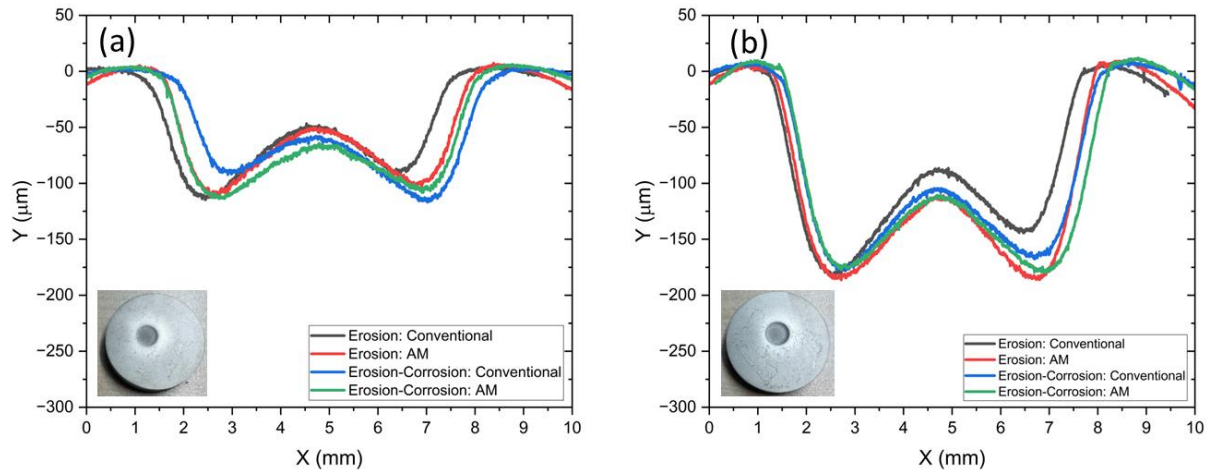 (a)
50
0
−50
−100
−150
−200
−250
−300
Y (μm)
0 1 2 3 4 5 6 7 8 9 10
X (mm)
Erosion: Conventional
Erosion: AM
Erosion-Corrosion: Conventional
Erosion-Corrosion: AM
(b)
50
0
−50
−100
−150
−200
−250
−300
Y (μm)
0 1 2 3 4 5 6 7 8 9 10
X (mm)
Erosion: Conventional
Erosion: AM
Erosion-Corrosion: Conventional
Erosion-Corrosion: AM